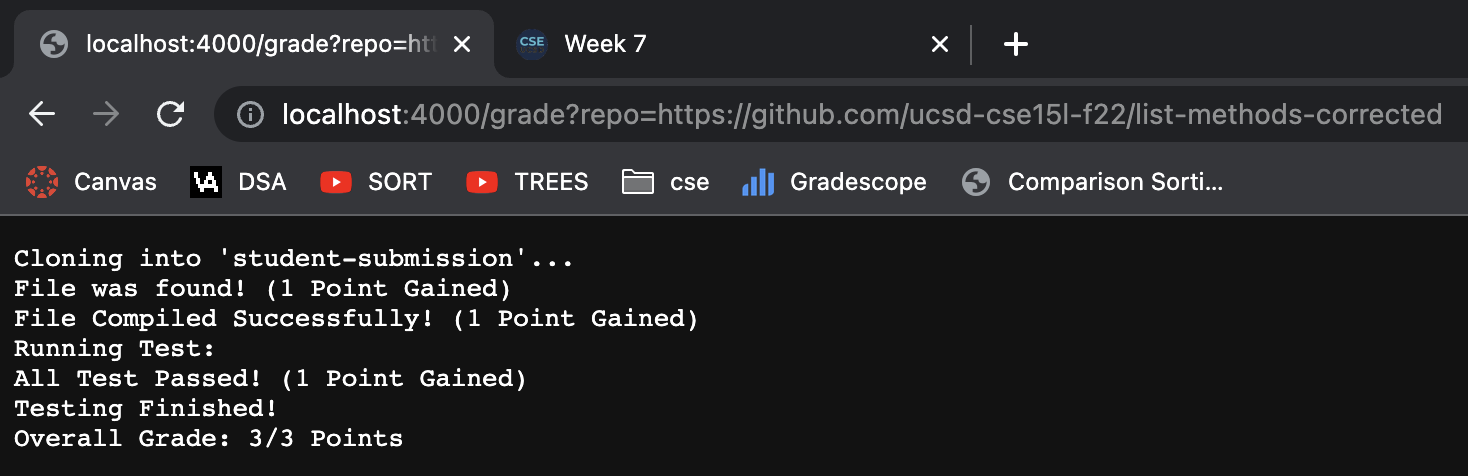 localhost:4000/grade?repo=htt
CSE Week 7
localhost:4000/grade?repo=https://github.com/ucsd-cse15l-f22/list-methods-corrected
Canvas VA DSA SORT TREES cse Gradescope Comparison Sorti...
Cloning into 'student-submission'...
File was found! (1 Point Gained)
File Compiled Successfully! (1 Point Gained)
Running Test:
All Test Passed! (1 Point Gained)
Testing Finished!
Overall Grade: 3/3 Points